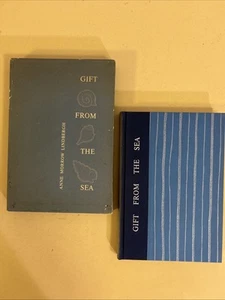 GIFT
FROM
THE
SEA
ANNE MORROW LINDBERGH
GIFT FROM THE SEA